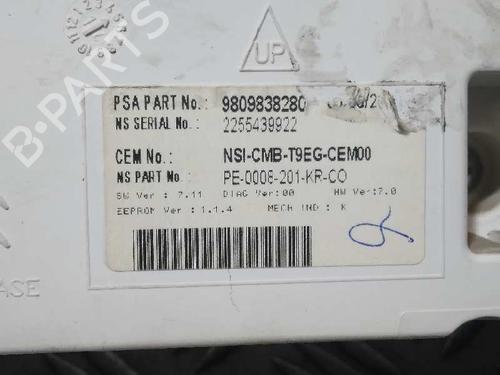 UP
PSA PART No.: 9809838280
NS SERIAL No.: 2255439922
CEM No.: NSI-CMB-T9EG-CEM00
NS PART No.: PE-0008-201-KR-CO
SW Ver : 7.11 DIAG Ver:00 HW Ver:7.0
EEPROM Ver : 1.1.4 MECH IND : K